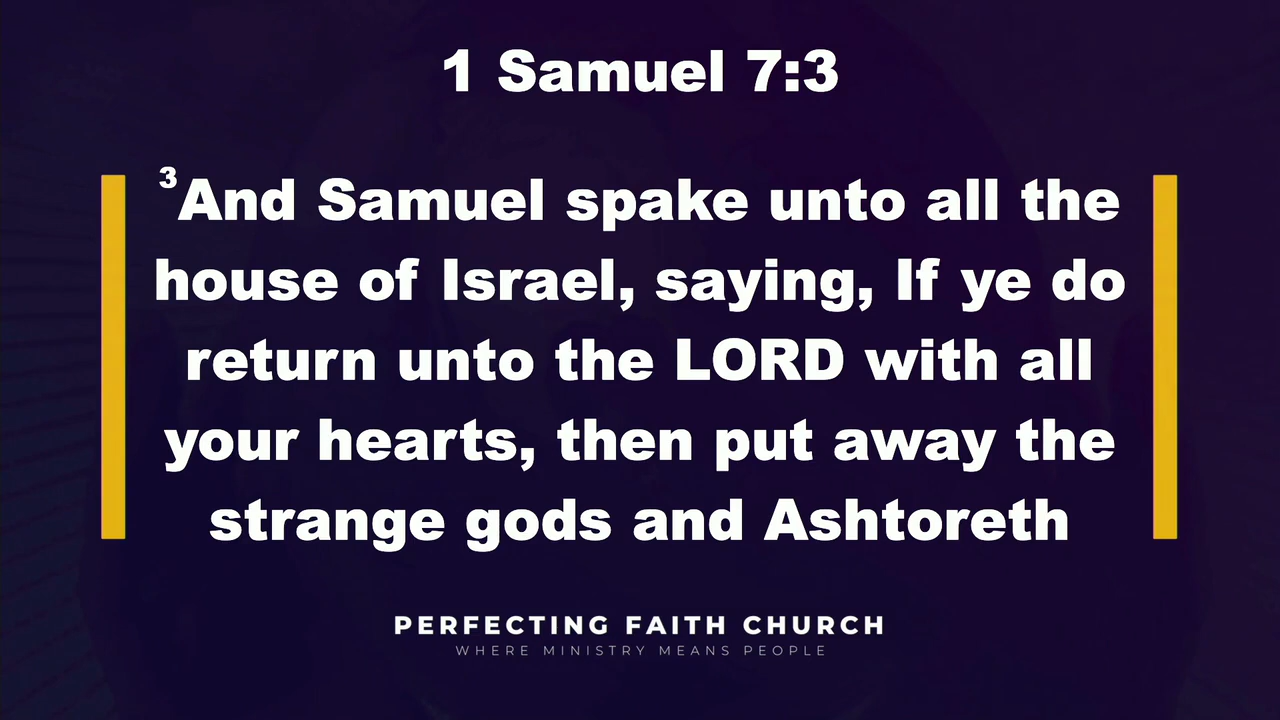 1 Samuel 7:3
3And Samuel spake unto all the
house of Israel, saying, If ye do
return unto the LORD with all
your hearts, then put away the
strange gods and Ashtoreth
PERFECTING FAITH CHURCH
WHERE MINISTRY MEANS PEOPLE